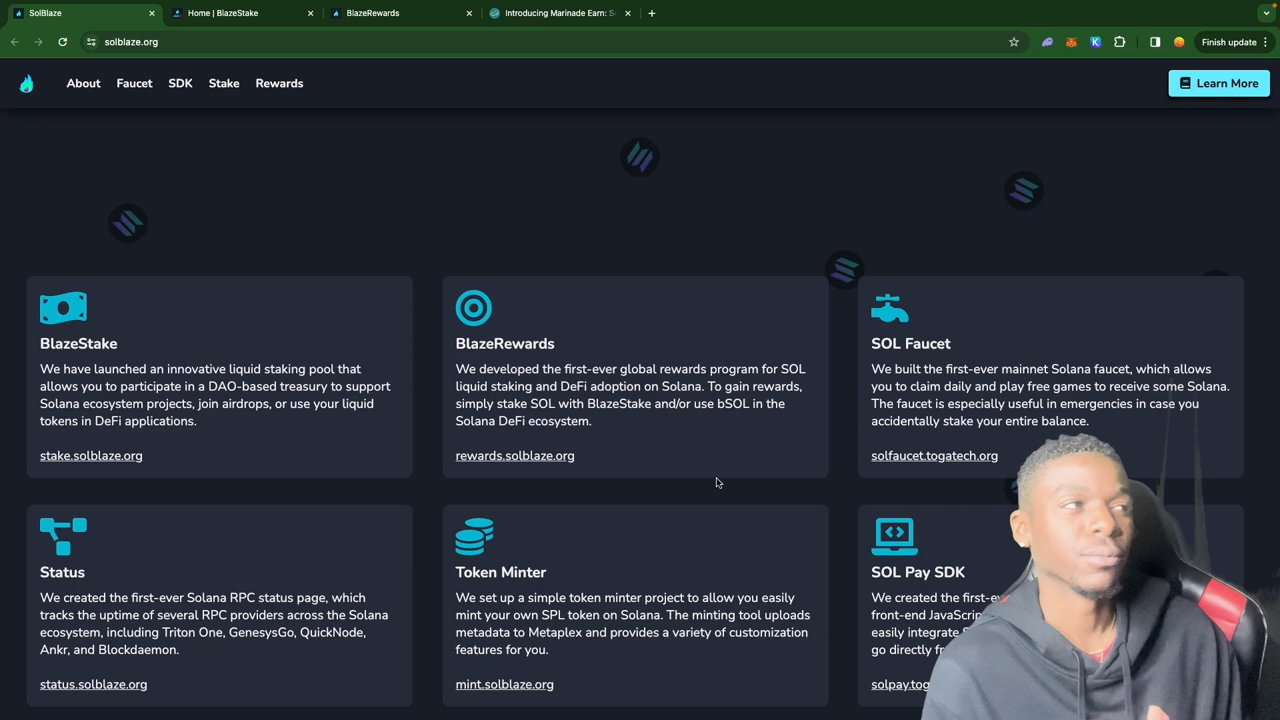 SolBlaze
Home | BlazeStake
BlazeRewards
Introducing Marinade Earn: S
solblaze.org
Finish update
About
Faucet
SDK
Stake
Rewards
Learn More
BlazeStake
We have launched an innovative liquid staking pool that
allows you to participate in a DAO-based treasury to support
Solana ecosystem projects, join airdrops, or use your liquid
tokens in DeFi applications.
stake.solblaze.org
BlazeRewards
We developed the first-ever global rewards program for SOL
liquid staking and DeFi adoption on Solana. To gain rewards,
simply stake SOL with BlazeStake and/or use bSOL in the
Solana DeFi ecosystem.
rewards.solblaze.org
SOL Faucet
We built the first-ever mainnet Solana faucet, which allows
you to claim daily and play free games to receive some Solana.
The faucet is especially useful in emergencies in case you
accidentally stake your entire balance.
solfaucet.togatech.org
Status
We created the first-ever Solana RPC status page, which
tracks the uptime of several RPC providers across the Solana
ecosystem, including Triton One, GenesysGo, QuickNode,
Ankr, and Blockdaemon.
status.solblaze.org
Token Minter
We set up a simple token minter project to allow you easily
mint your own SPL token on Solana. The minting tool uploads
metadata to Metaplex and provides a variety of customization
features for you.
mint.solblaze.org
SOL Pay SDK
We created the first-e
front-end JavaScrip
easily integrate S
go directly fr
solpay.tog